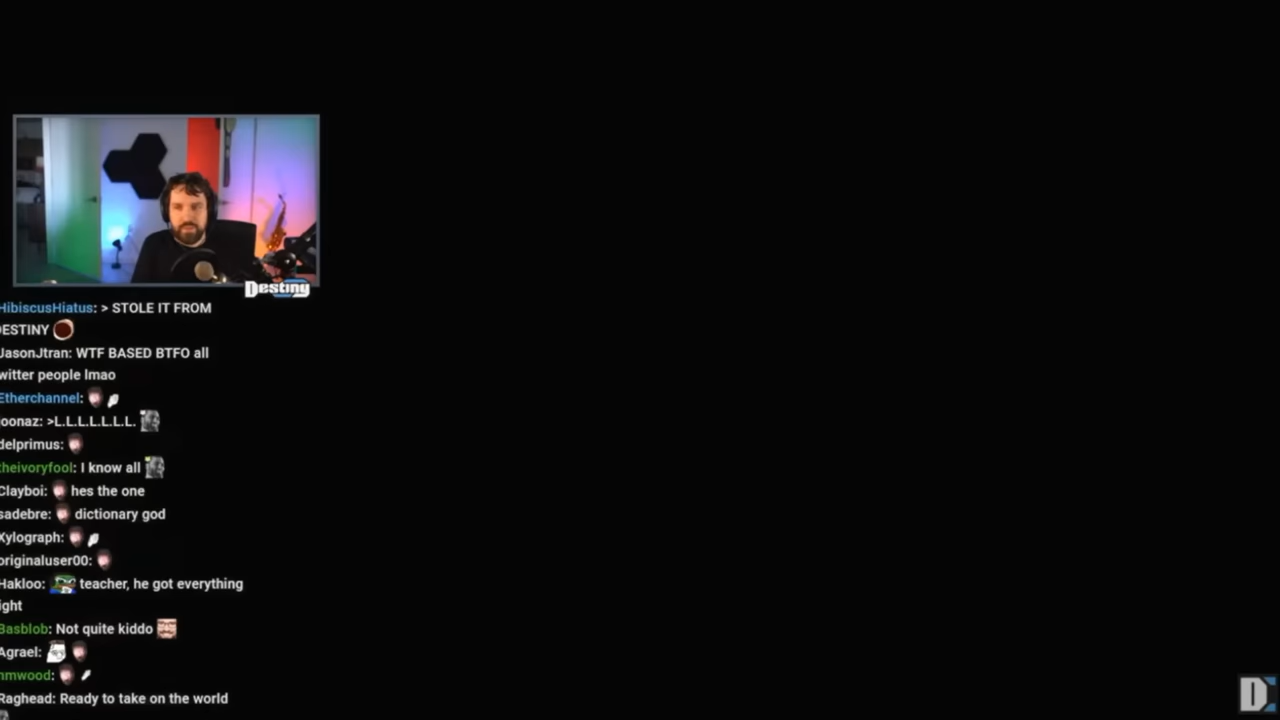 Destiny
HibiscusHiatus: > STOLE IT FROM
DESTINY
JasonJtran: WTF BASED BTFO all
witter people lmao
Etherchannel:
oonaz: >L.L.L.L.L.L.L.
delprimus:
theivoryfool: I know all
Clayboi: hes the one
sadebre: dictionary god
Xylograph:
originaluser00:
Hakloo: teacher, he got everything
ight
Basblob: Not quite kiddo
Agrael:
nmwood:
Raghead: Ready to take on the world
D